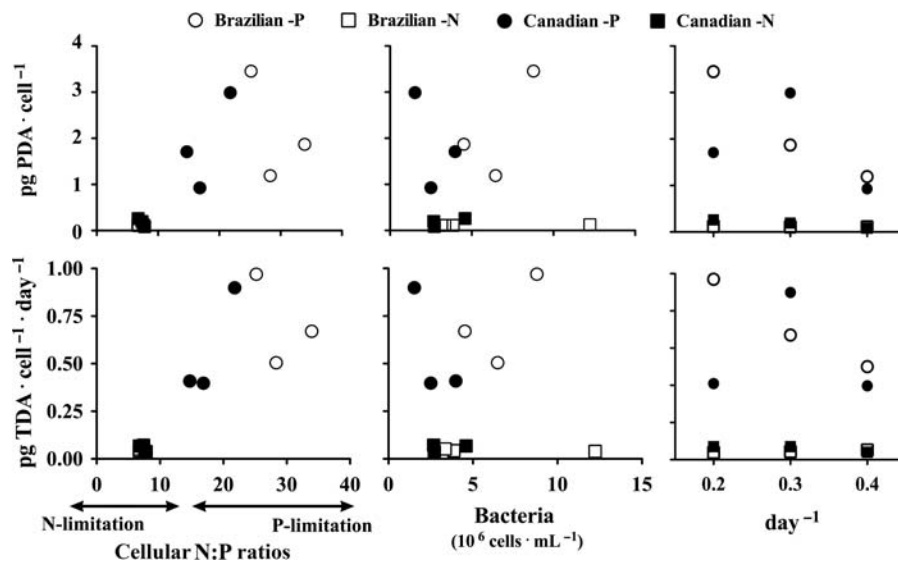 Brazilian -P Brazilian -N Canadian -P Canadian -N
pg PDA · cell⁻¹
4
3
2
1
0
pg TDA · cell⁻¹ · day⁻¹
1.00
0.75
0.50
0.25
0.00
0 10 20 30 40
0 5 10 15
0.2 0.3 0.4
N-limitation P-limitation
Cellular N:P ratios
Bacteria
(10⁶ cells · mL⁻¹)
day⁻¹